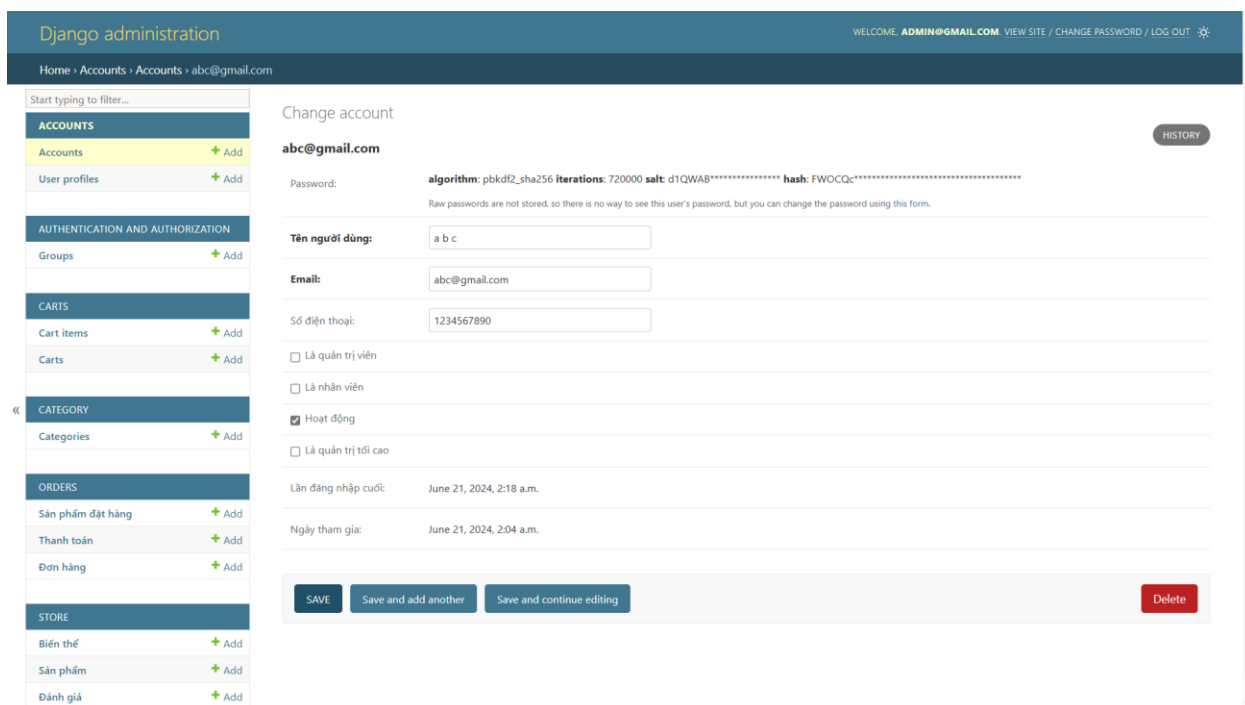 Django administration
WELCOME, ADMIN@GMAIL.COM. VIEW SITE / CHANGE PASSWORD / LOG OUT
Home › Accounts › Accounts › abc@gmail.com
Start typing to filter...
ACCOUNTS
Accounts + Add
User profiles + Add
AUTHENTICATION AND AUTHORIZATION
Groups + Add
CARTS
Cart items + Add
Carts + Add
«
CATEGORY
Categories + Add
ORDERS
Sản phẩm đặt hàng + Add
Thanh toán + Add
Đơn hàng + Add
STORE
Biến thể + Add
Sản phẩm + Add
Đánh giá + Add
Change account
HISTORY
abc@gmail.com
Password: algorithm: pbkdf2_sha256 iterations: 720000 salt: d1QWA8**************** hash: FWOCQc**************************************
Raw passwords are not stored, so there is no way to see this user's password, but you can change the password using this form.
Tên người dùng: a b c
Email: abc@gmail.com
Số điện thoại: 1234567890
Là quản trị viên
Là nhân viên
Hoạt động
Là quản trị tối cao
Lần đăng nhập cuối: June 21, 2024, 2:18 a.m.
Ngày tham gia: June 21, 2024, 2:04 a.m.
SAVE Save and add another Save and continue editing Delete